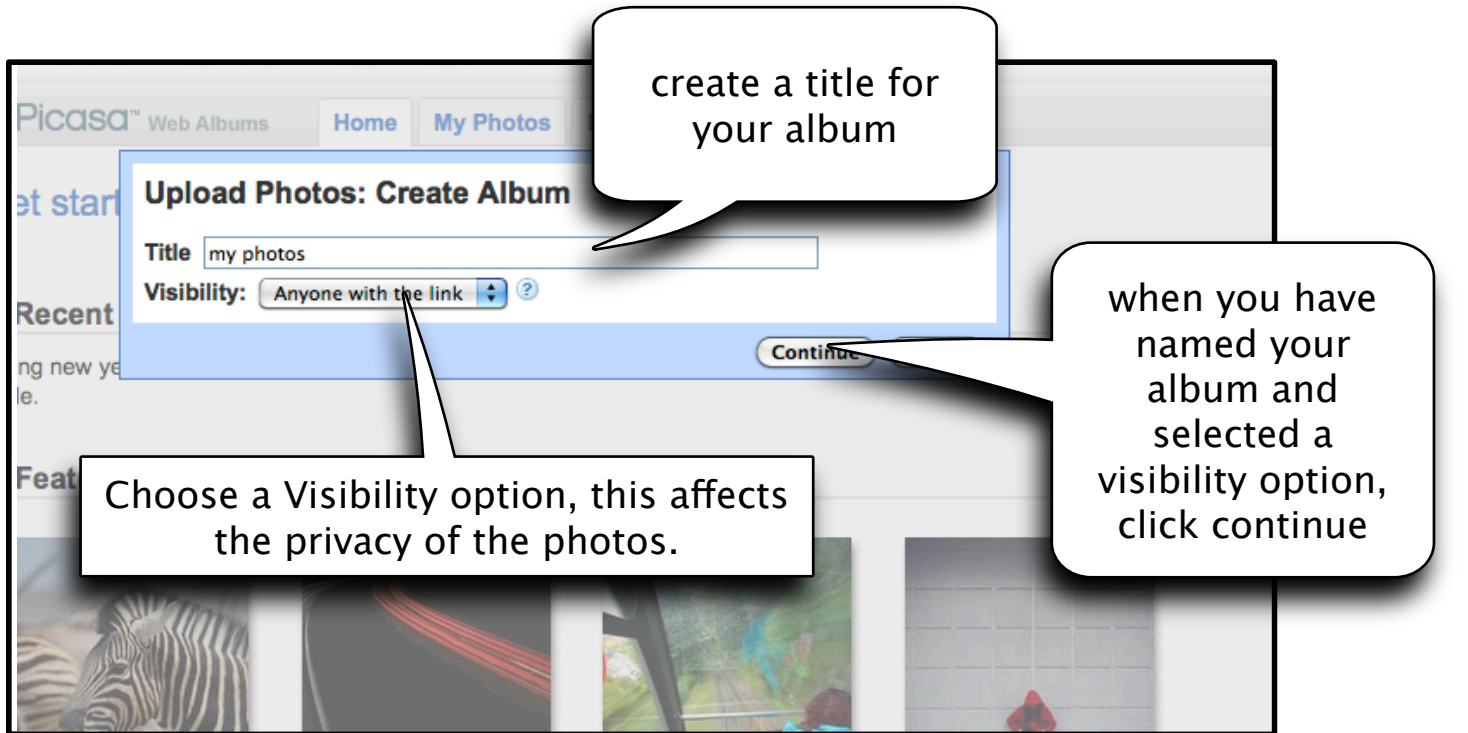 create a title for
your album
Picasa™ Web Albums Home My Photos
et start
Upload Photos: Create Album
Title my photos
Visibility: Anyone with the link ?
Recent
Continue
ng new ye
le.
when you have
named your
album and
selected a
visibility option,
click continue
Feat
Choose a Visibility option, this affects
the privacy of the photos.